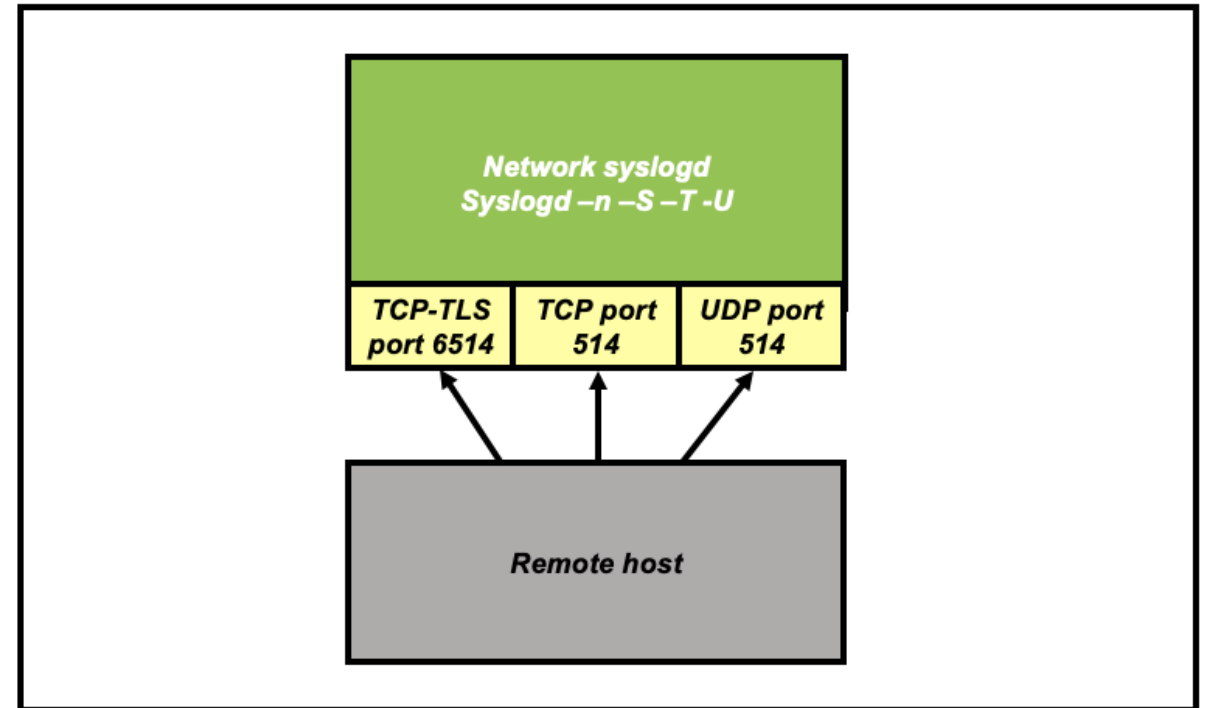 Network syslogd
Syslogd –n –S –T -U
TCP-TLS
port 6514
TCP port
514
UDP port
514
Remote host